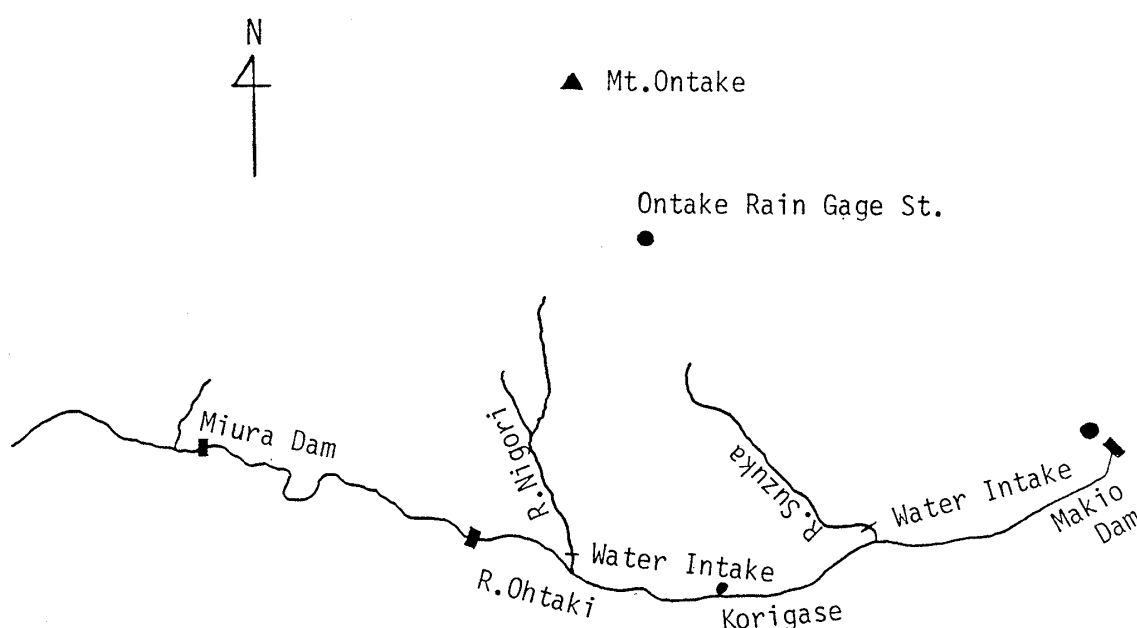 N
Mt.Ontake
Ontake Rain Gage St.
Miura Dam
R.Nigori
R.Suzuka
Water Intake
Makio
Dam
Water Intake
R.Ohtaki
Korigase